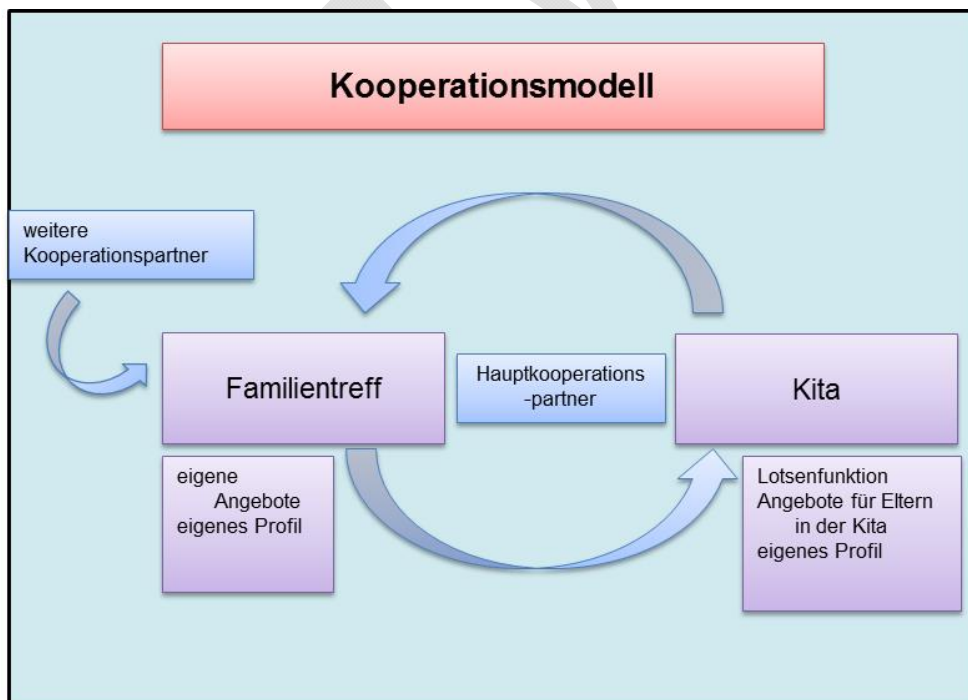 Kooperationsmodell
weitere
Kooperationspartner
Familientreff
Hauptkooperations
-partner
Kita
eigene
Angebote
eigenes Profil
Lotsenfunktion
Angebote für Eltern
in der Kita
eigenes Profil